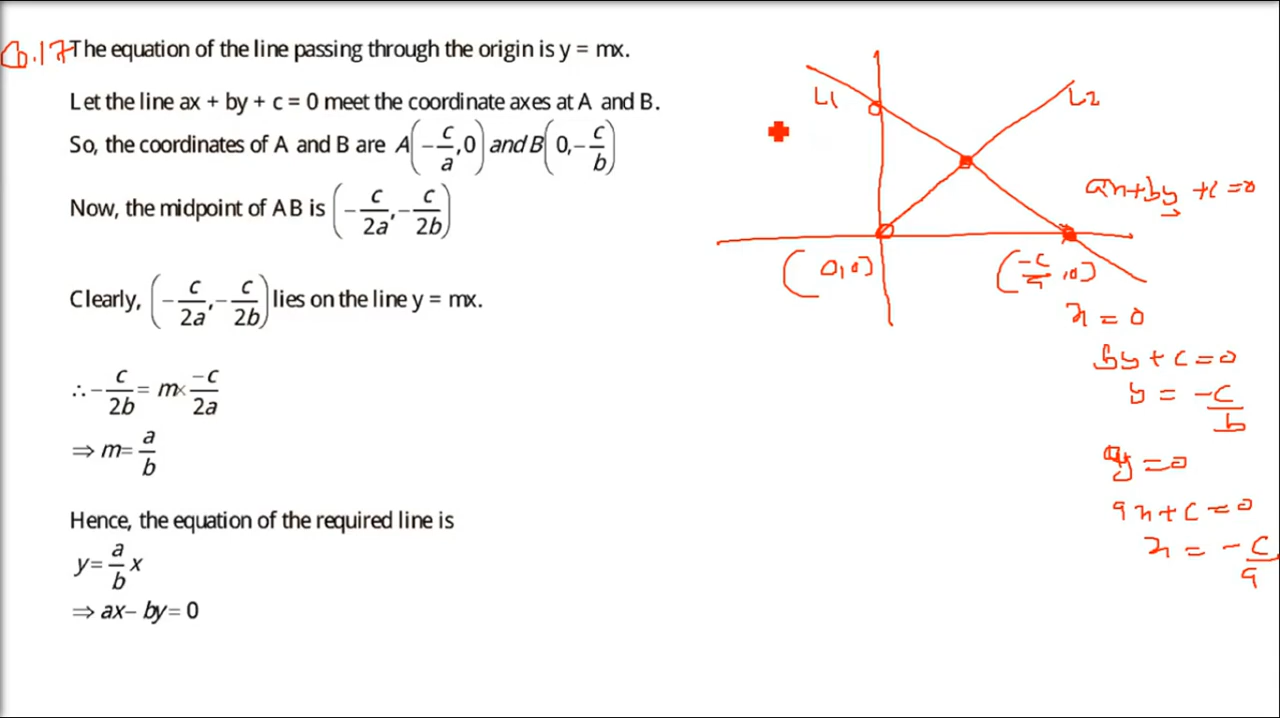 Q.17 The equation of the line passing through the origin is y = mx.
Let the line ax + by + c = 0 meet the coordinate axes at A and B.
So, the coordinates of A and B are A(-c/a, 0) and B(0, -c/b)
Now, the midpoint of AB is (-c/2a, -c/2b)
Clearly, (-c/2a, -c/2b) lies on the line y = mx.
∴ -c/2b = m× -c/2a
⇒ m= a/b
Hence, the equation of the required line is
y= a/b x
⇒ ax- by= 0
L1
L2
ax+by+c=0
(0,0)
(-c/a ,0)
x=0
by+c=0
y = -c/b
y=0
ax+c=0
x = -c/a